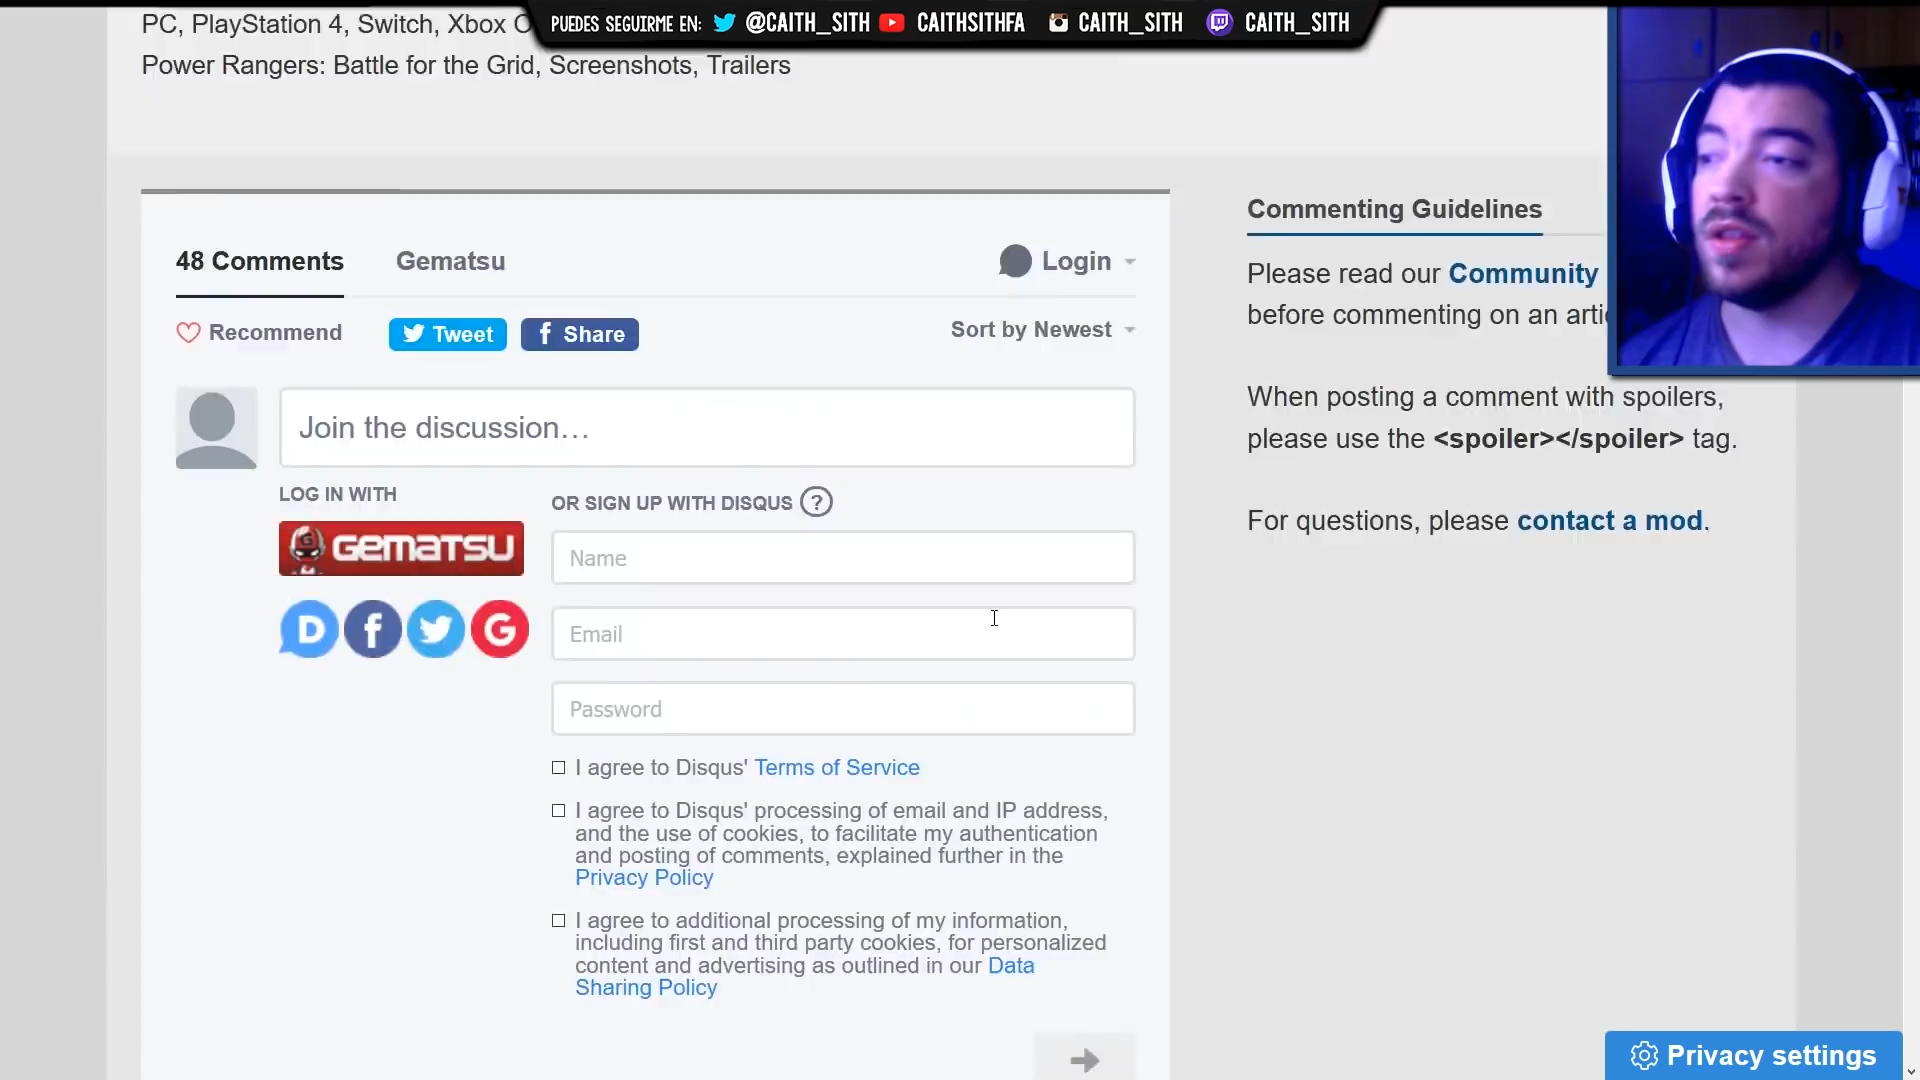 PUEDES SEGUIRME EN: @CAITH_SITH CAITHSITHFA CAITH_SITH CAITH_SITH
PC, PlayStation 4, Switch, Xbox O
Power Rangers: Battle for the Grid, Screenshots, Trailers
48 Comments Gematsu Login
Recommend Tweet f Share Sort by Newest
Join the discussion…
LOG IN WITH
GEMATSU
D f G
OR SIGN UP WITH DISQUS ?
Name
Email
Password
I agree to Disqus' Terms of Service
I agree to Disqus' processing of email and IP address,
and the use of cookies, to facilitate my authentication
and posting of comments, explained further in the
Privacy Policy
I agree to additional processing of my information,
including first and third party cookies, for personalized
content and advertising as outlined in our Data
Sharing Policy
Commenting Guidelines
Please read our Community
before commenting on an arti
When posting a comment with spoilers,
please use the <spoiler></spoiler> tag.
For questions, please contact a mod.
Privacy settings